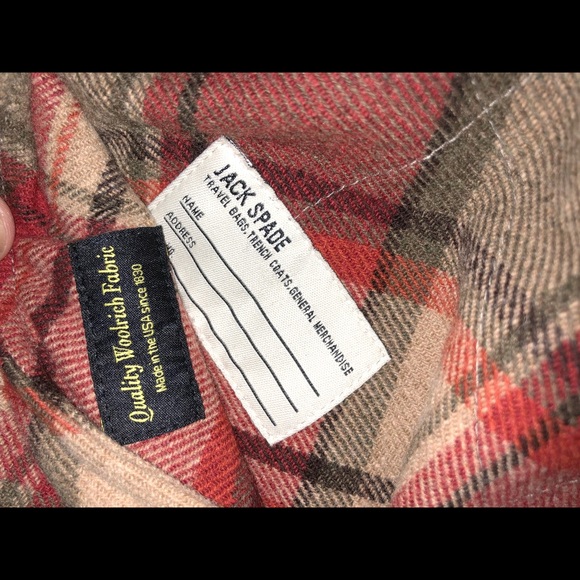 JACK SPADE
TRAVEL BAGS, TRENCH COATS, GENERAL MERCHANDISE
NAME
ADDRESS
Quality Woolrich Fabric
Made in the USA since 1830